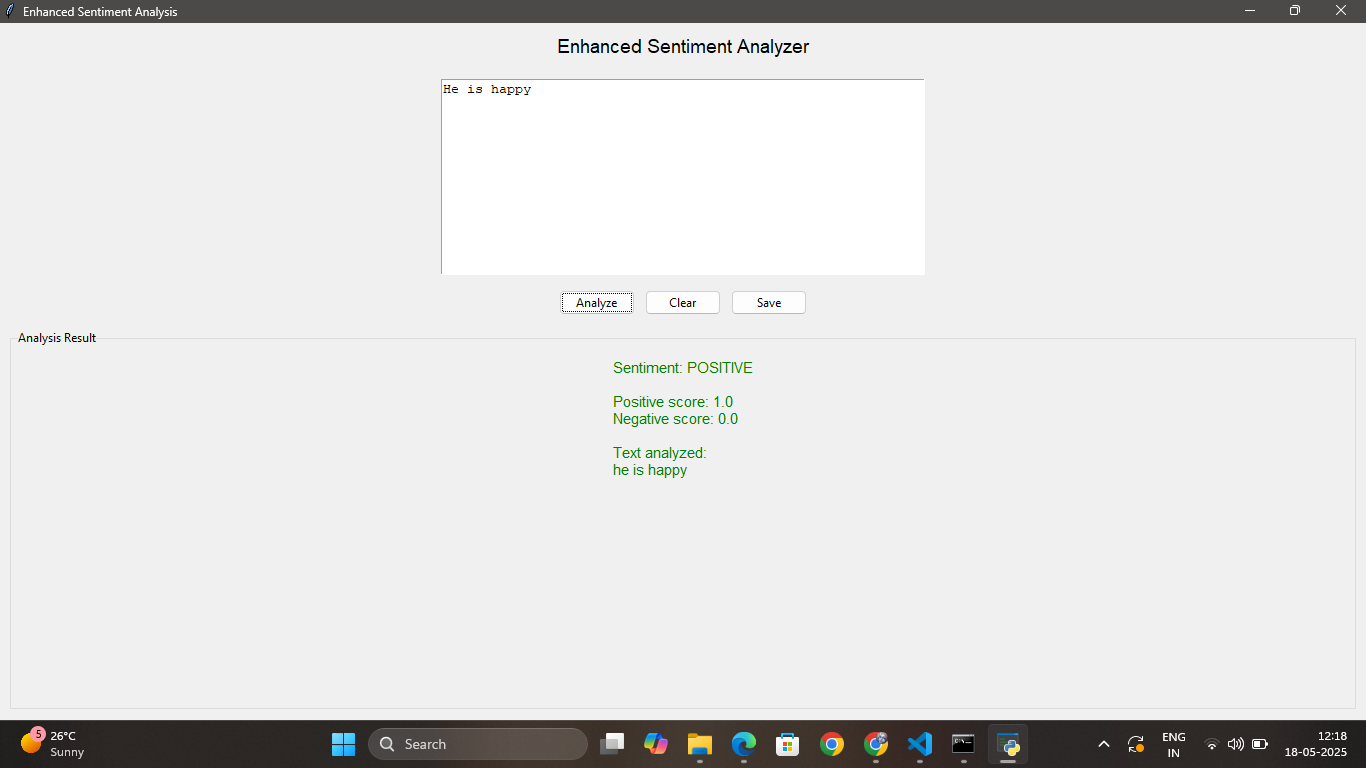 Enhanced Sentiment Analysis
Enhanced Sentiment Analyzer
He is happy
Analyze
Clear
Save
Analysis Result
Sentiment: POSITIVE
Positive score: 1.0
Negative score: 0.0
Text analyzed:
he is happy
5
26°C
Sunny
Search
ENG
IN
12:18
18-05-2025